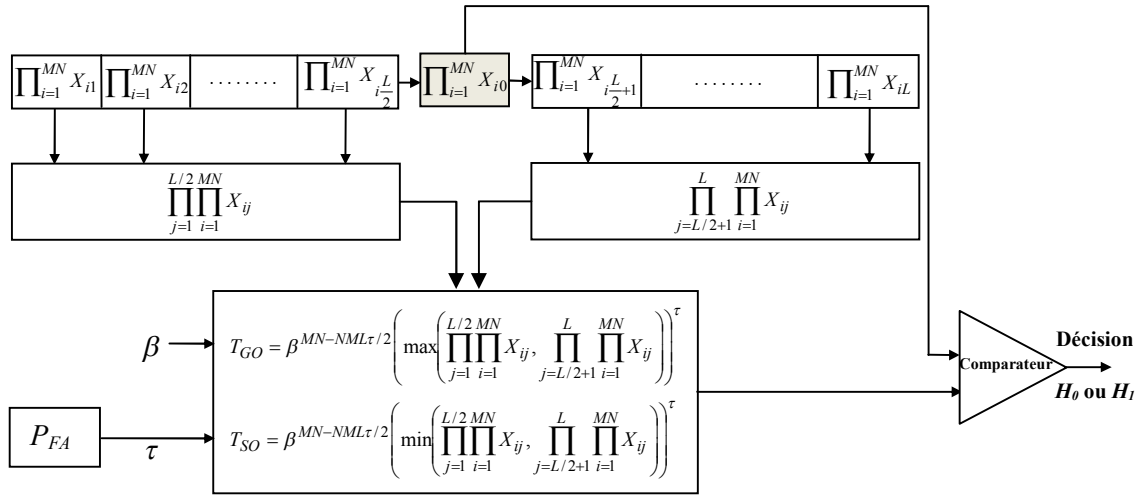 ∏_{i=1}^{MN} X_{i1} ∏_{i=1}^{MN} X_{i2} ........ ∏_{i=1}^{MN} X_{i\frac{L}{2}} ∏_{i=1}^{MN} X_{i0} ∏_{i=1}^{MN} X_{i\frac{L}{2}+1} ........ ∏_{i=1}^{MN} X_{iL}
∏_{j=1}^{L/2} ∏_{i=1}^{MN} X_{ij} ∏_{j=L/2+1}^{L} ∏_{i=1}^{MN} X_{ij}
β T_{GO} = β^{MN-NMLτ/2} ( max( ∏_{j=1}^{L/2} ∏_{i=1}^{MN} X_{ij}, ∏_{j=L/2+1}^{L} ∏_{i=1}^{MN} X_{ij} ) )^τ
Décision
Comparateur
H_0 ou H_1
P_{FA} τ T_{SO} = β^{MN-NMLτ/2} ( min( ∏_{j=1}^{L/2} ∏_{i=1}^{MN} X_{ij}, ∏_{j=L/2+1}^{L} ∏_{i=1}^{MN} X_{ij} ) )^τ